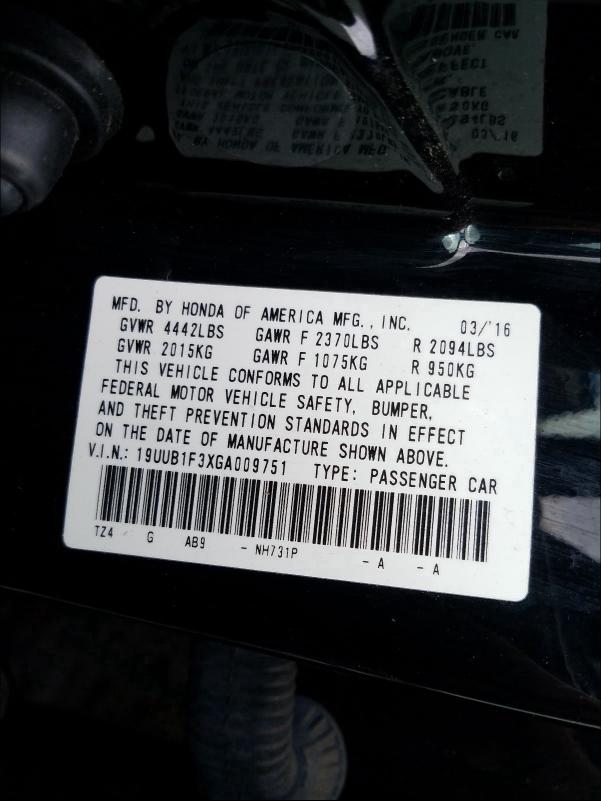 MFD. BY HONDA OF AMERICA MFG., INC. 03/'16
GVWR 4442LBS GAWR F 2370LBS R 2094LBS
GVWR 2015KG GAWR F 1075KG R 950KG
THIS VEHICLE CONFORMS TO ALL APPLICABLE
FEDERAL MOTOR VEHICLE SAFETY, BUMPER,
AND THEFT PREVENTION STANDARDS IN EFFECT
ON THE DATE OF MANUFACTURE SHOWN ABOVE.
V.I.N.: 19UUB1F3XGA009751 TYPE: PASSENGER CAR
TZ4 G AB9 - NH731P - A - A